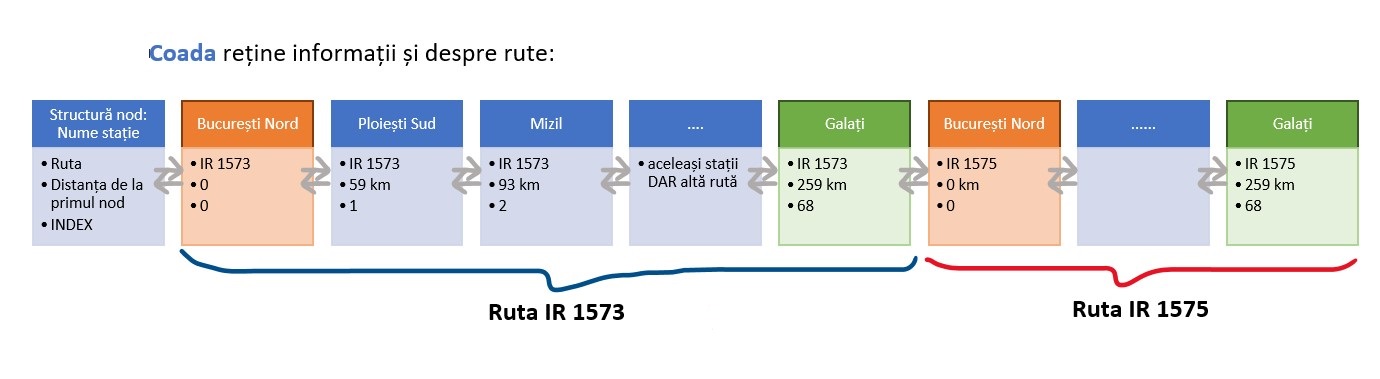 Coada reține informații și despre rute:
Structură nod:
Nume stație
• Ruta
• Distanța de la
primul nod
• INDEX
București Nord
• IR 1573
• 0
• 0
Ploiești Sud
• IR 1573
• 59 km
• 1
Mizil
• IR 1573
• 93 km
• 2
....
• aceleași stații
DAR altă rută
Galați
• IR 1573
• 259 km
• 68
București Nord
• IR 1575
• 0 km
• 0
......
Galați
• IR 1575
• 259 km
• 68
Ruta IR 1573
Ruta IR 1575